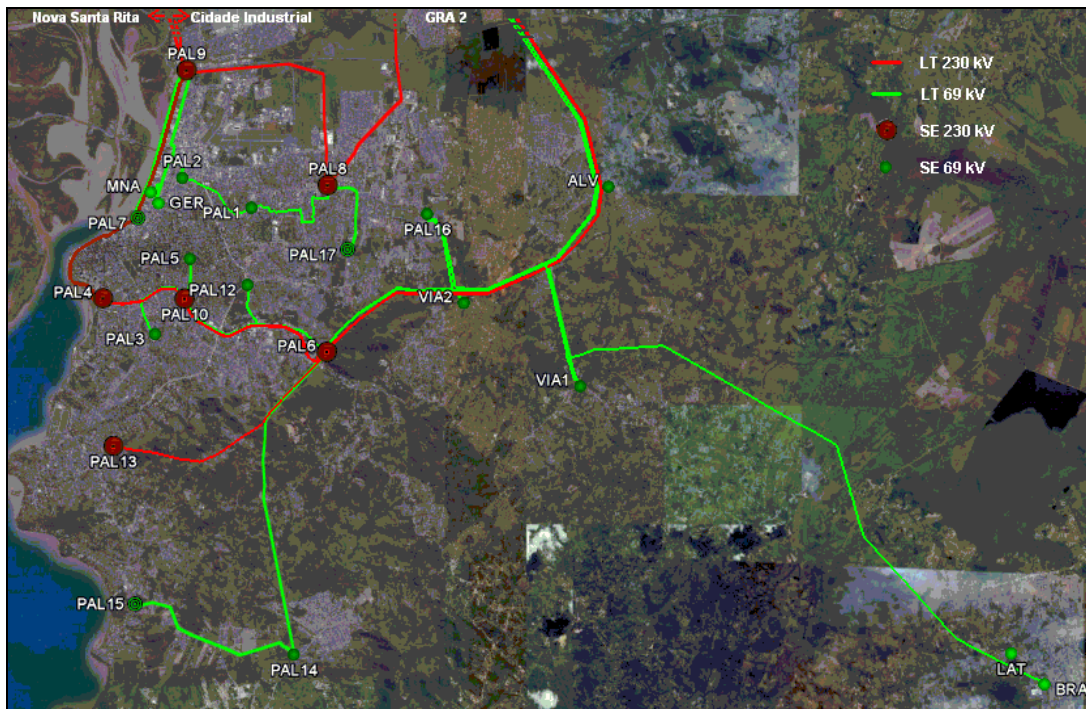 Nova Santa Rita
Cidade Industrial
GRA 2
PAL9
LT 230 kV
LT 69 kV
SE 230 kV
SE 69 kV
PAL2
PAL8
MNA
GER
PAL1
ALV
PAL7
PAL16
PAL17
PAL5
PAL12
PAL4
PAL10
VIA2
PAL3
PAL6
VIA1
PAL13
PAL15
PAL14
LAT
BRA